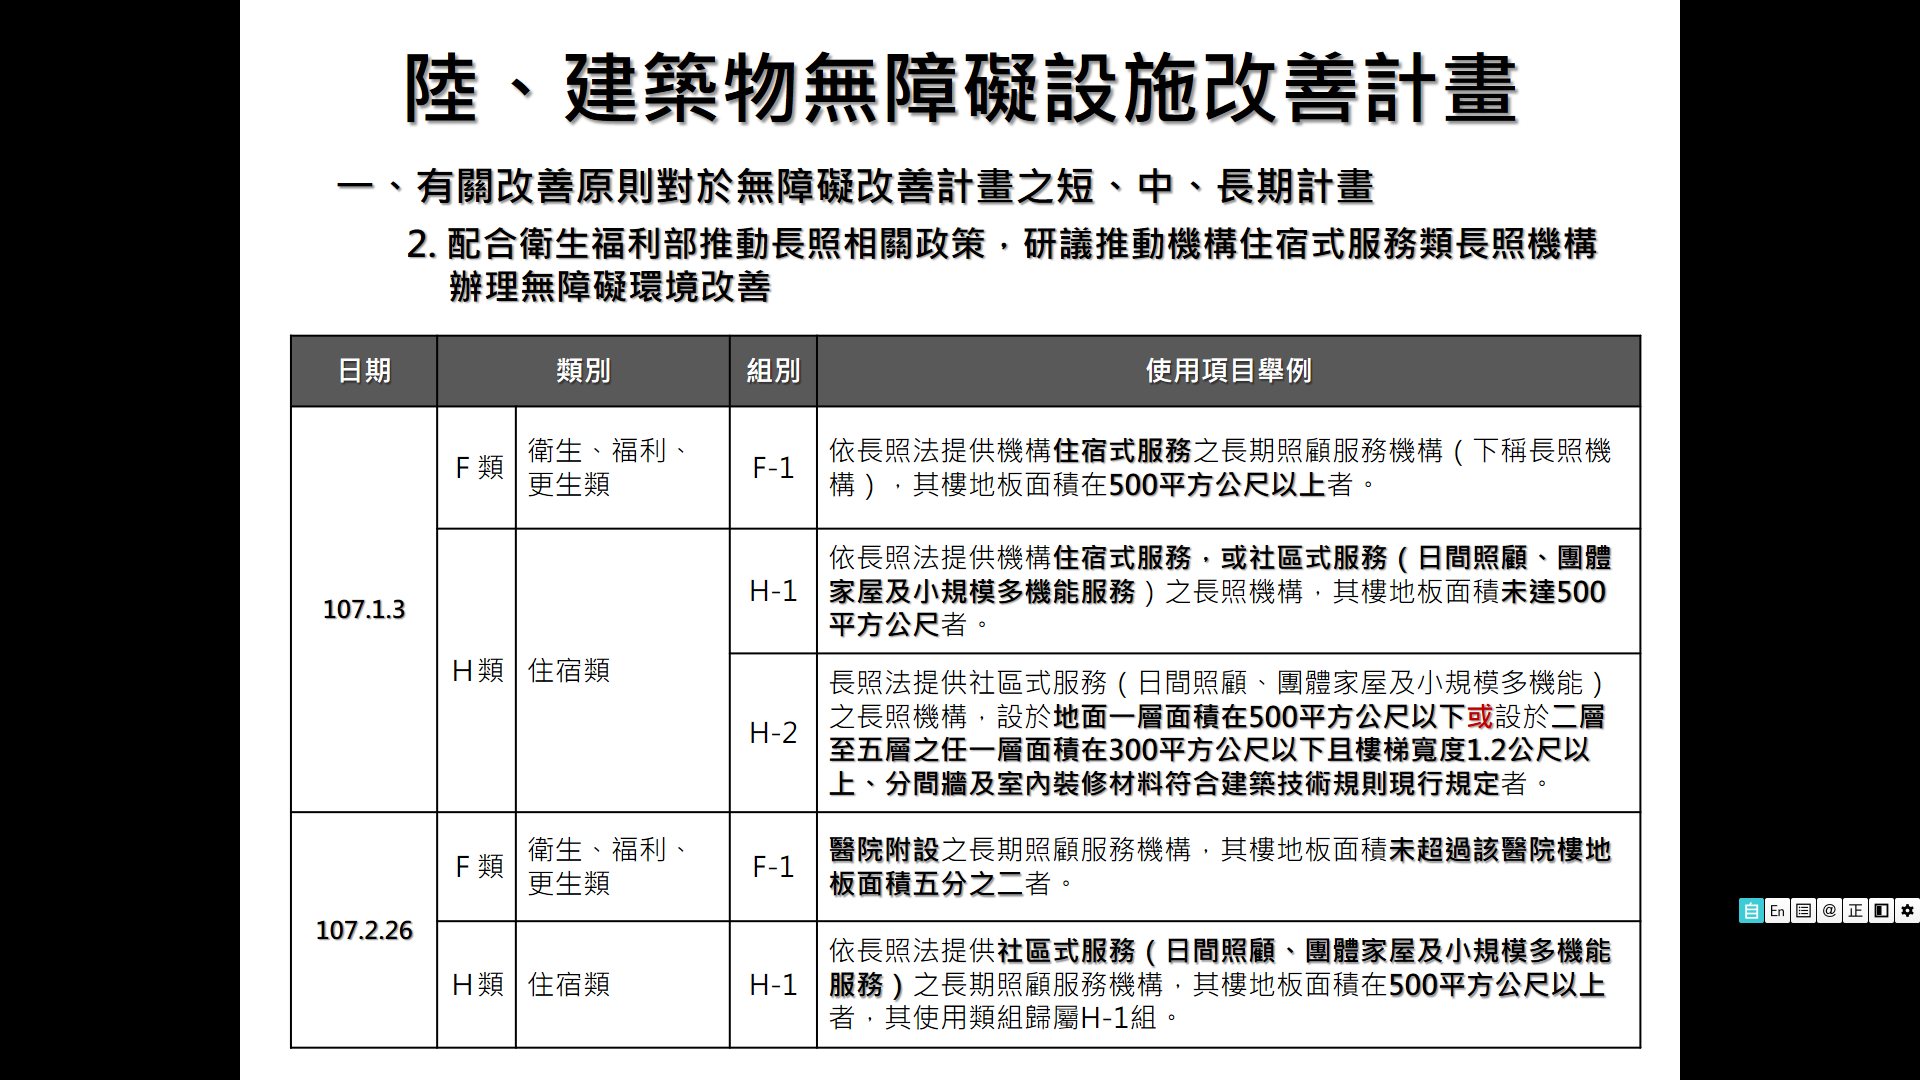 陸、建築物無障礙設施改善計畫
一、有關改善原則對於無障礙改善計畫之短、中、長期計畫
2. 配合衛生福利部推動長照相關政策，研議推動機構住宿式服務類長照機構
辦理無障礙環境改善
日期
類別
組別
使用項目舉例
107.1.3
F 類
衛生、福利、
更生類
F-1
依長照法提供機構住宿式服務之長期照顧服務機構（下稱長照機
構），其樓地板面積在500平方公尺以上者。
H 類
住宿類
H-1
依長照法提供機構住宿式服務，或社區式服務（日間照顧、團體
家屋及小規模多機能服務）之長照機構，其樓地板面積未達500
平方公尺者。
H-2
長照法提供社區式服務（日間照顧、團體家屋及小規模多機能）
之長照機構，設於地面一層面積在500平方公尺以下或設於二層
至五層之任一層面積在300平方公尺以下且樓梯寬度1.2公尺以
上、分間牆及室內裝修材料符合建築技術規則現行規定者。
107.2.26
F 類
衛生、福利、
更生類
F-1
醫院附設之長期照顧服務機構，其樓地板面積未超過該醫院樓地
板面積五分之二者。
H 類
住宿類
H-1
依長照法提供社區式服務（日間照顧、團體家屋及小規模多機能
服務）之長期照顧服務機構，其樓地板面積在500平方公尺以上
者，其使用類組歸屬H-1組。
自 En @ 正